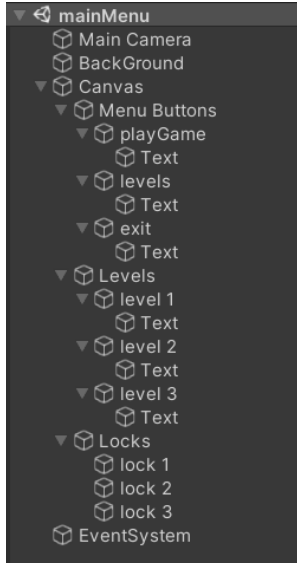 mainMenu
Main Camera
BackGround
Canvas
Menu Buttons
playGame
Text
levels
Text
exit
Text
Levels
level 1
Text
level 2
Text
level 3
Text
Locks
lock 1
lock 2
lock 3
EventSystem